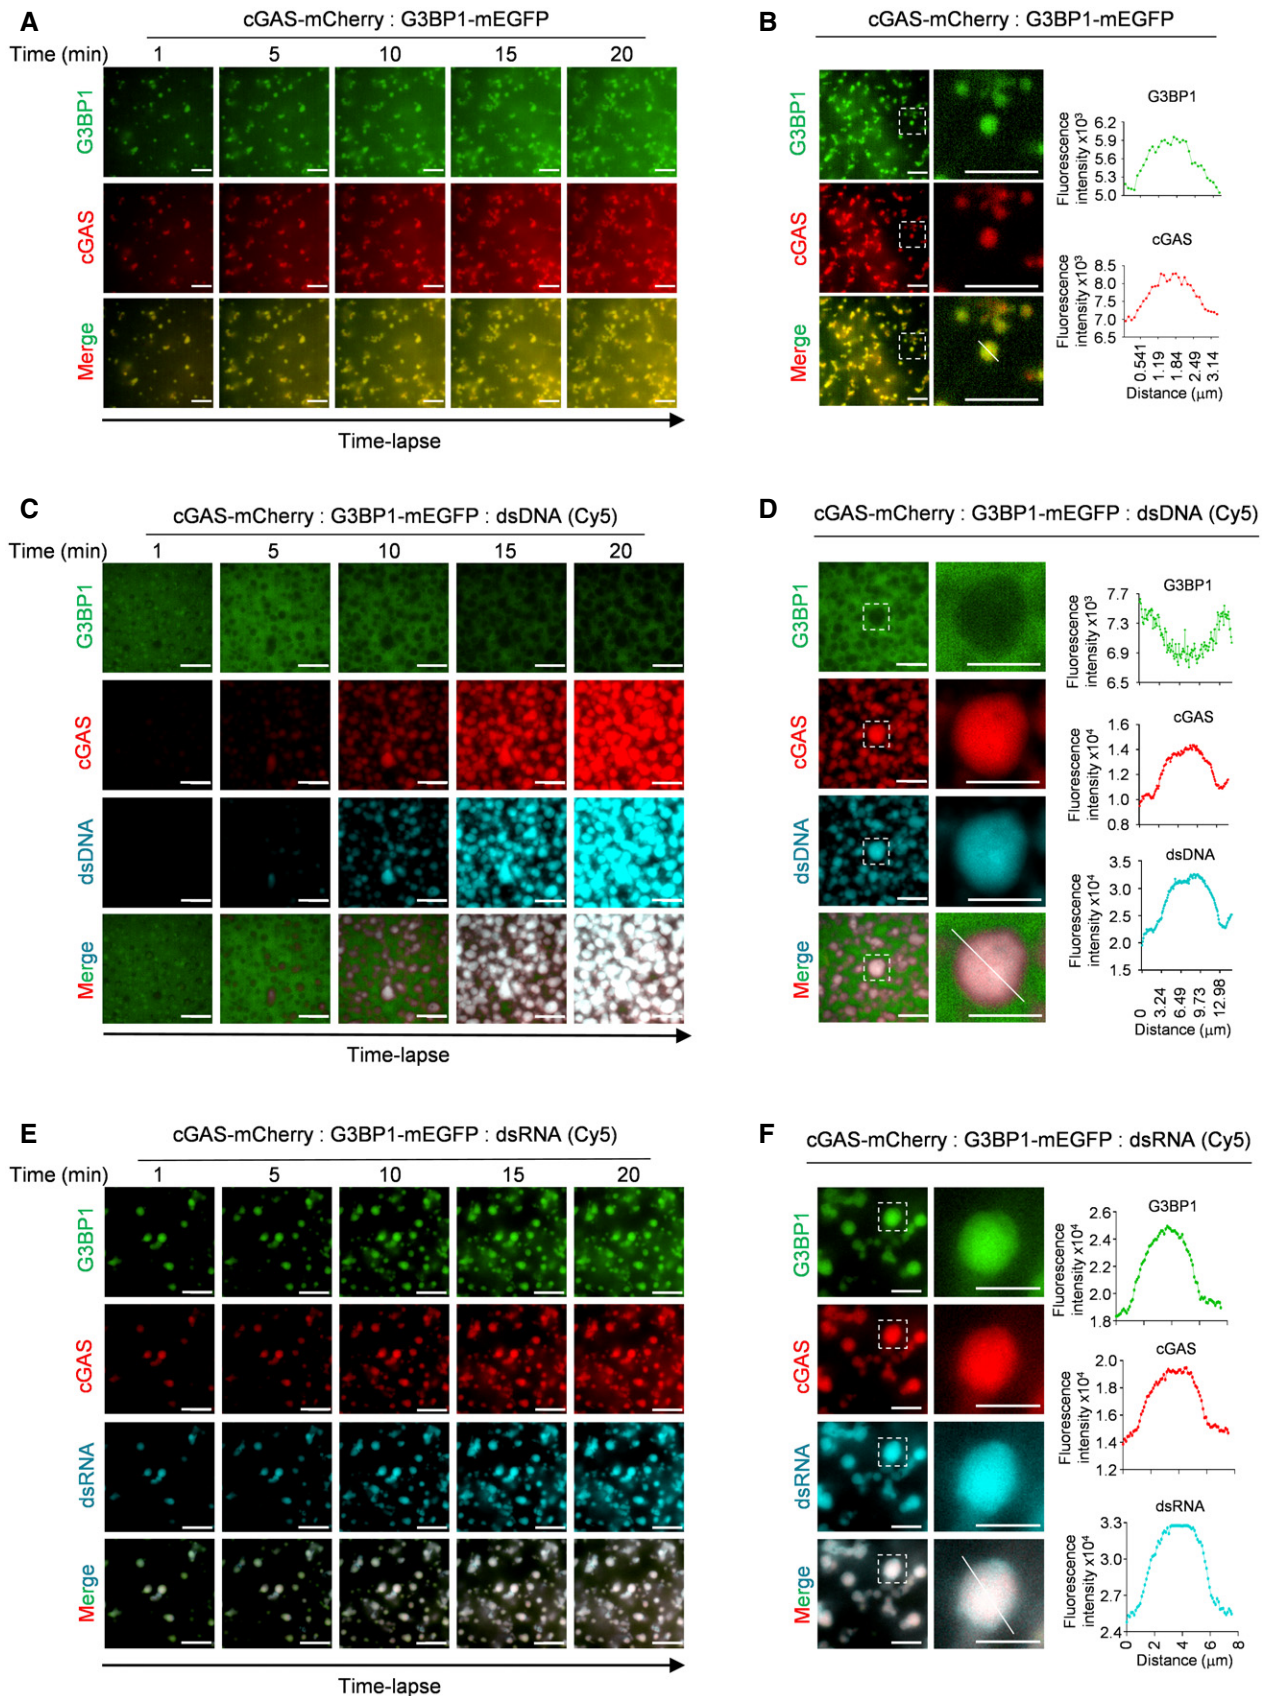 A
cGAS-mCherry : G3BP1-mEGFP
Time (min) 1 5 10 15 20
G3BP1
cGAS
Merge
Time-lapse
B
cGAS-mCherry : G3BP1-mEGFP
G3BP1
cGAS
Merge
G3BP1
Fluorescence
intensity x10³
6.2
5.9
5.6
5.3
5.0
cGAS
Fluorescence
intensity x10³
8.5
8.0
7.5
7.0
6.5
0.541 1.19 1.84 2.49 3.14
Distance (μm)
C
cGAS-mCherry : G3BP1-mEGFP : dsDNA (Cy5)
Time (min) 1 5 10 15 20
G3BP1
cGAS
dsDNA
Merge
Time-lapse
D
cGAS-mCherry : G3BP1-mEGFP : dsDNA (Cy5)
G3BP1
cGAS
dsDNA
Merge
G3BP1
Fluorescence
intensity x10³
7.7
7.3
6.9
6.5
cGAS
Fluorescence
intensity x10⁴
1.6
1.4
1.2
1.0
0.8
dsDNA
Fluorescence
intensity x10⁴
3.5
3.0
2.5
2.0
1.5
0 3.24 6.49 9.73 12.98
Distance (μm)
E
cGAS-mCherry : G3BP1-mEGFP : dsRNA (Cy5)
Time (min) 1 5 10 15 20
G3BP1
cGAS
dsRNA
Merge
Time-lapse
F
cGAS-mCherry : G3BP1-mEGFP : dsRNA (Cy5)
G3BP1
cGAS
dsRNA
Merge
G3BP1
Fluorescence
intensity x10⁴
2.6
2.4
2.2
2.0
1.8
cGAS
Fluorescence
intensity x10⁴
2.0
1.8
1.6
1.4
1.2
dsRNA
Fluorescence
intensity x10⁴
3.3
3.0
2.7
2.4
0 2 4 6 8
Distance (μm)